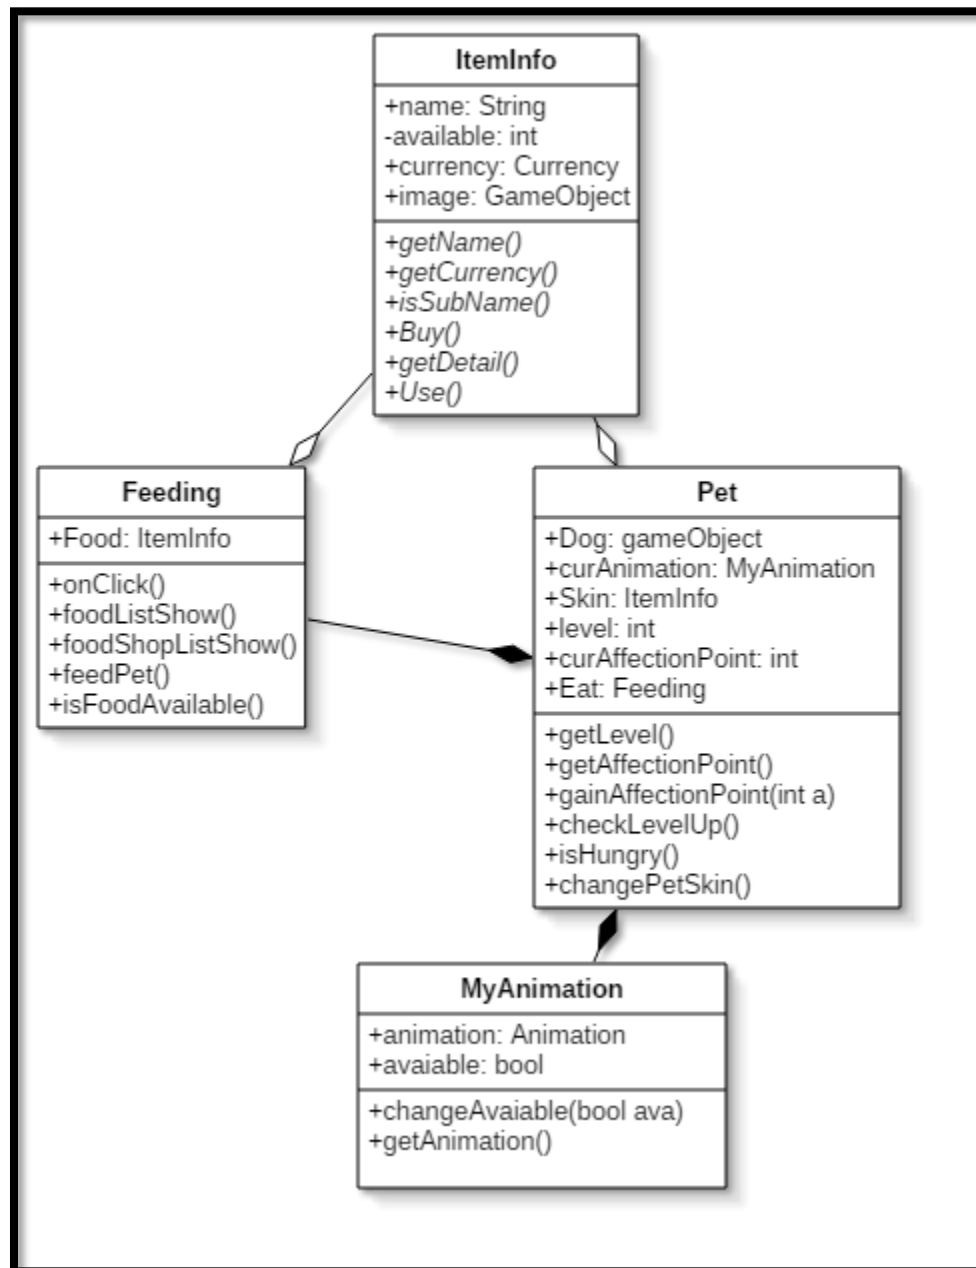 ItemInfo
+name: String
-available: int
+currency: Currency
+image: GameObject
+getName()
+getCurrency()
+isSubName()
+Buy()
+getDetail()
+Use()
Feeding
+Food: ItemInfo
+onClick()
+foodListShow()
+foodShopListShow()
+feedPet()
+isFoodAvailable()
Pet
+Dog: gameObject
+curAnimation: MyAnimation
+Skin: ItemInfo
+level: int
+curAffectionPoint: int
+Eat: Feeding
+getLevel()
+getAffectionPoint()
+gainAffectionPoint(int a)
+checkLevelUp()
+isHungry()
+changePetSkin()
MyAnimation
+animation: Animation
+avaiable: bool
+changeAvaiable(bool ava)
+getAnimation()